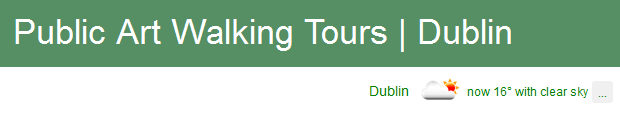 Public Art Walking Tours | Dublin
Dublin now 16° with clear sky ...